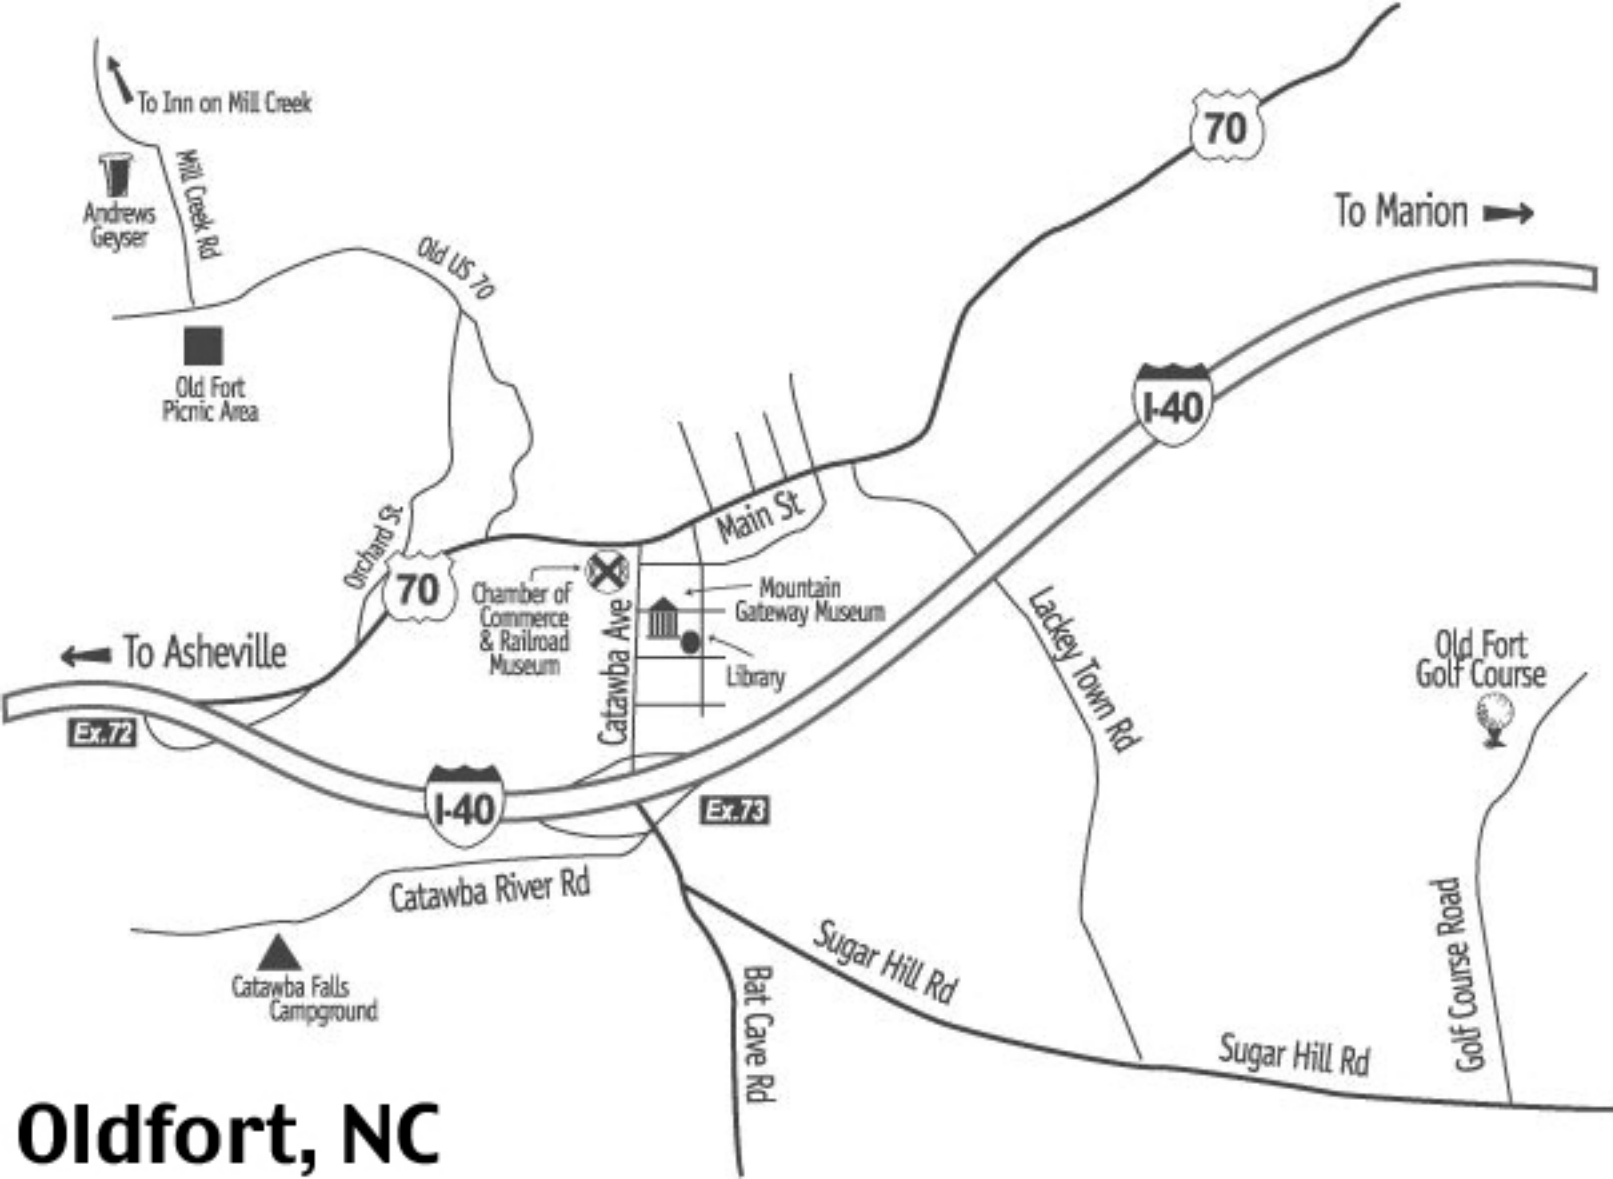 To Inn on Mill Creek
70
Mill Creek Rd
Andrews
Geyser
To Marion
Old US 70
Old Fort
Picnic Area
I-40
Main St
Orchard St
70
Chamber of
Commerce
& Railroad
Museum
Mountain
Gateway Museum
Catawba Ave
Library
Lackey Town Rd
To Asheville
Old Fort
Golf Course
Ex.72
I-40
Ex.73
Catawba River Rd
Sugar Hill Rd
Catawba Falls
Campground
Bat Cave Rd
Golf Course Road
Sugar Hill Rd
Oldfort, NC